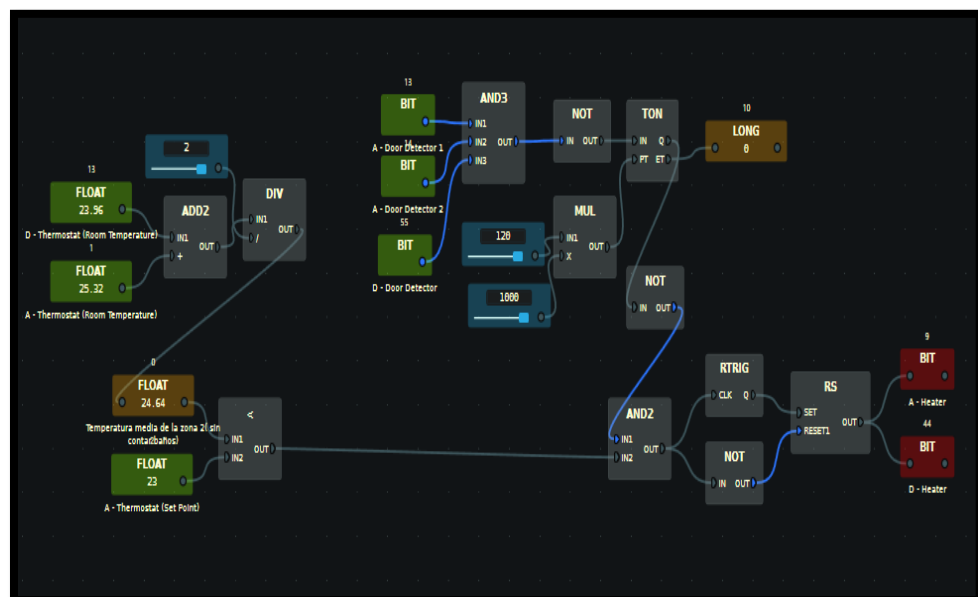 13
BIT
A - Door Detector 1
BIT
A - Door Detector 2
55
BIT
D - Door Detector
AND3
IN1
IN2
OUT
IN3
NOT
IN OUT
TON
IN Q
PT ET
10
LONG
0
2
13
FLOAT
23.96
D - Thermostat (Room Temperature)
1
FLOAT
25.32
A - Thermostat (Room Temperature)
ADD2
IN1
OUT
+
DIV
IN1
OUT
/
120
1000
MUL
IN1
OUT
X
NOT
IN OUT
0
FLOAT
24.64
Temperatura media de la zona 2 sin
FLOAT
23
A - Thermostat (Set Point)
<
IN1
OUT
IN2
AND2
IN1
OUT
IN2
RTRIG
CLK Q
NOT
IN OUT
RS
SET
OUT
RESET1
9
BIT
A - Heater
44
BIT
D - Heater